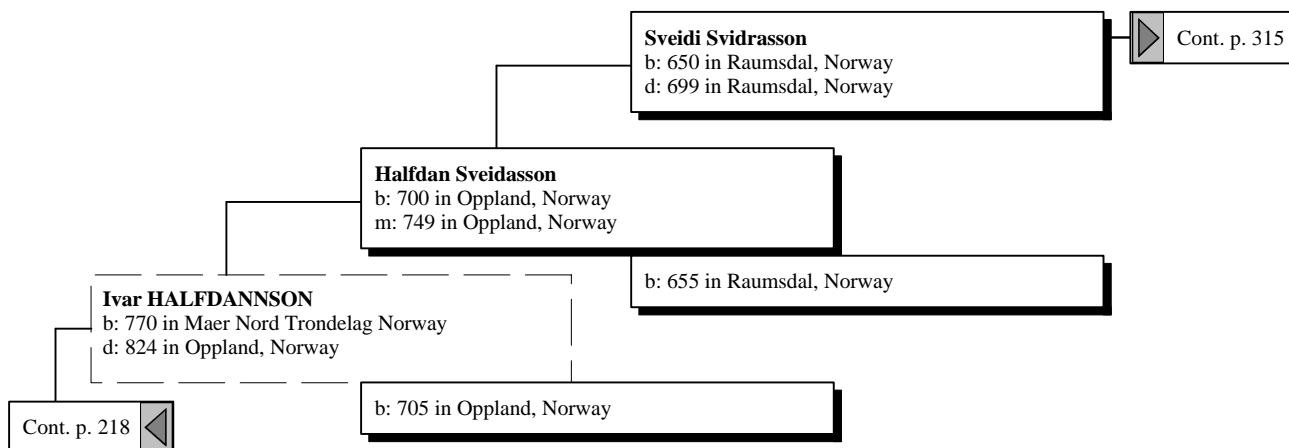 Sveidi Svidrasson
b: 650 in Raumsdal, Norway
d: 699 in Raumsdal, Norway
Cont. p. 315
Halfdan Sveidasson
b: 700 in Oppland, Norway
m: 749 in Oppland, Norway
b: 655 in Raumsdal, Norway
Ivar HALFDANNSON
b: 770 in Maer Nord Trondelag Norway
d: 824 in Oppland, Norway
b: 705 in Oppland, Norway
Cont. p. 218